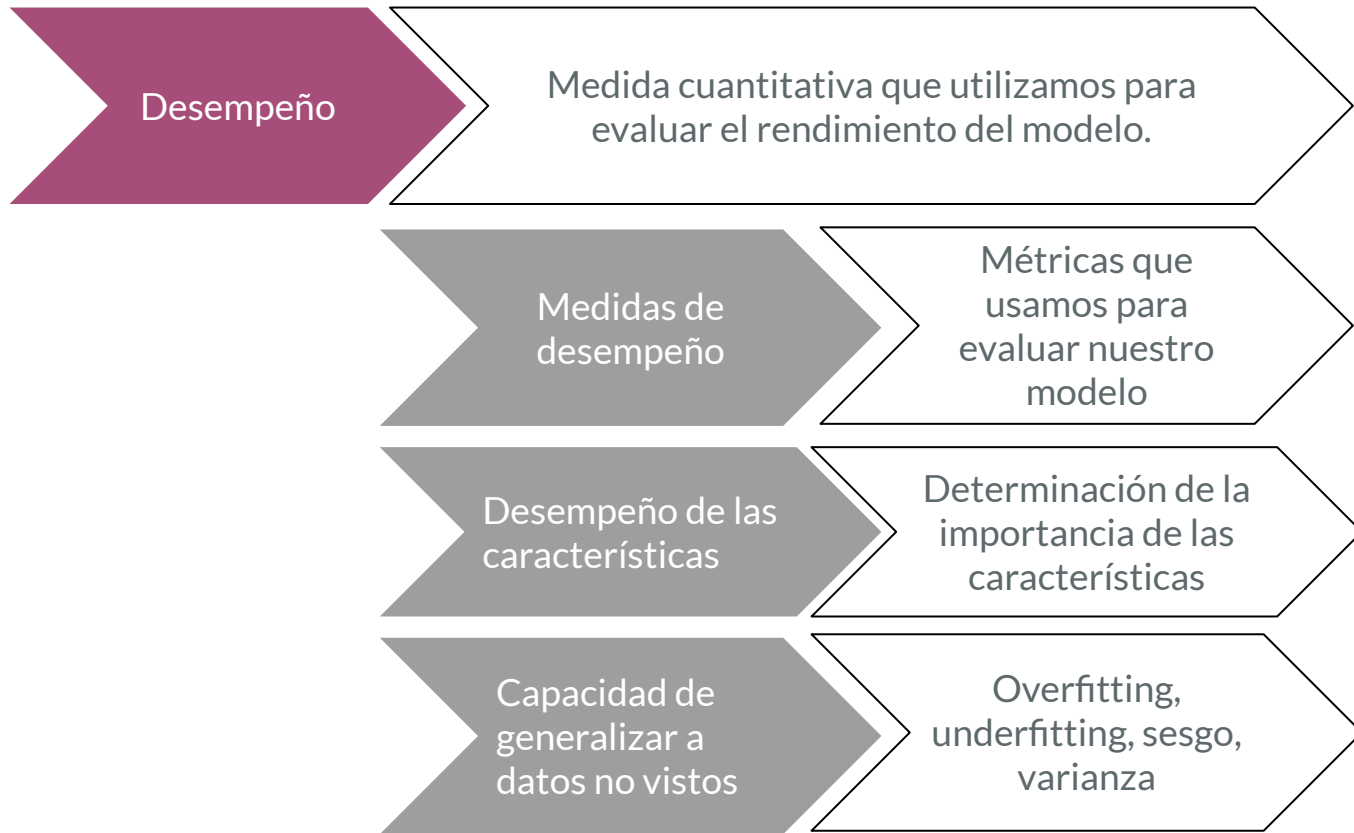 Desempeño
Medida cuantitativa que utilizamos para
evaluar el rendimiento del modelo.
Medidas de
desempeño
Métricas que
usamos para
evaluar nuestro
modelo
Desempeño de las
características
Determinación de la
importancia de las
características
Capacidad de
generalizar a
datos no vistos
Overfitting,
underfitting, sesgo,
varianza